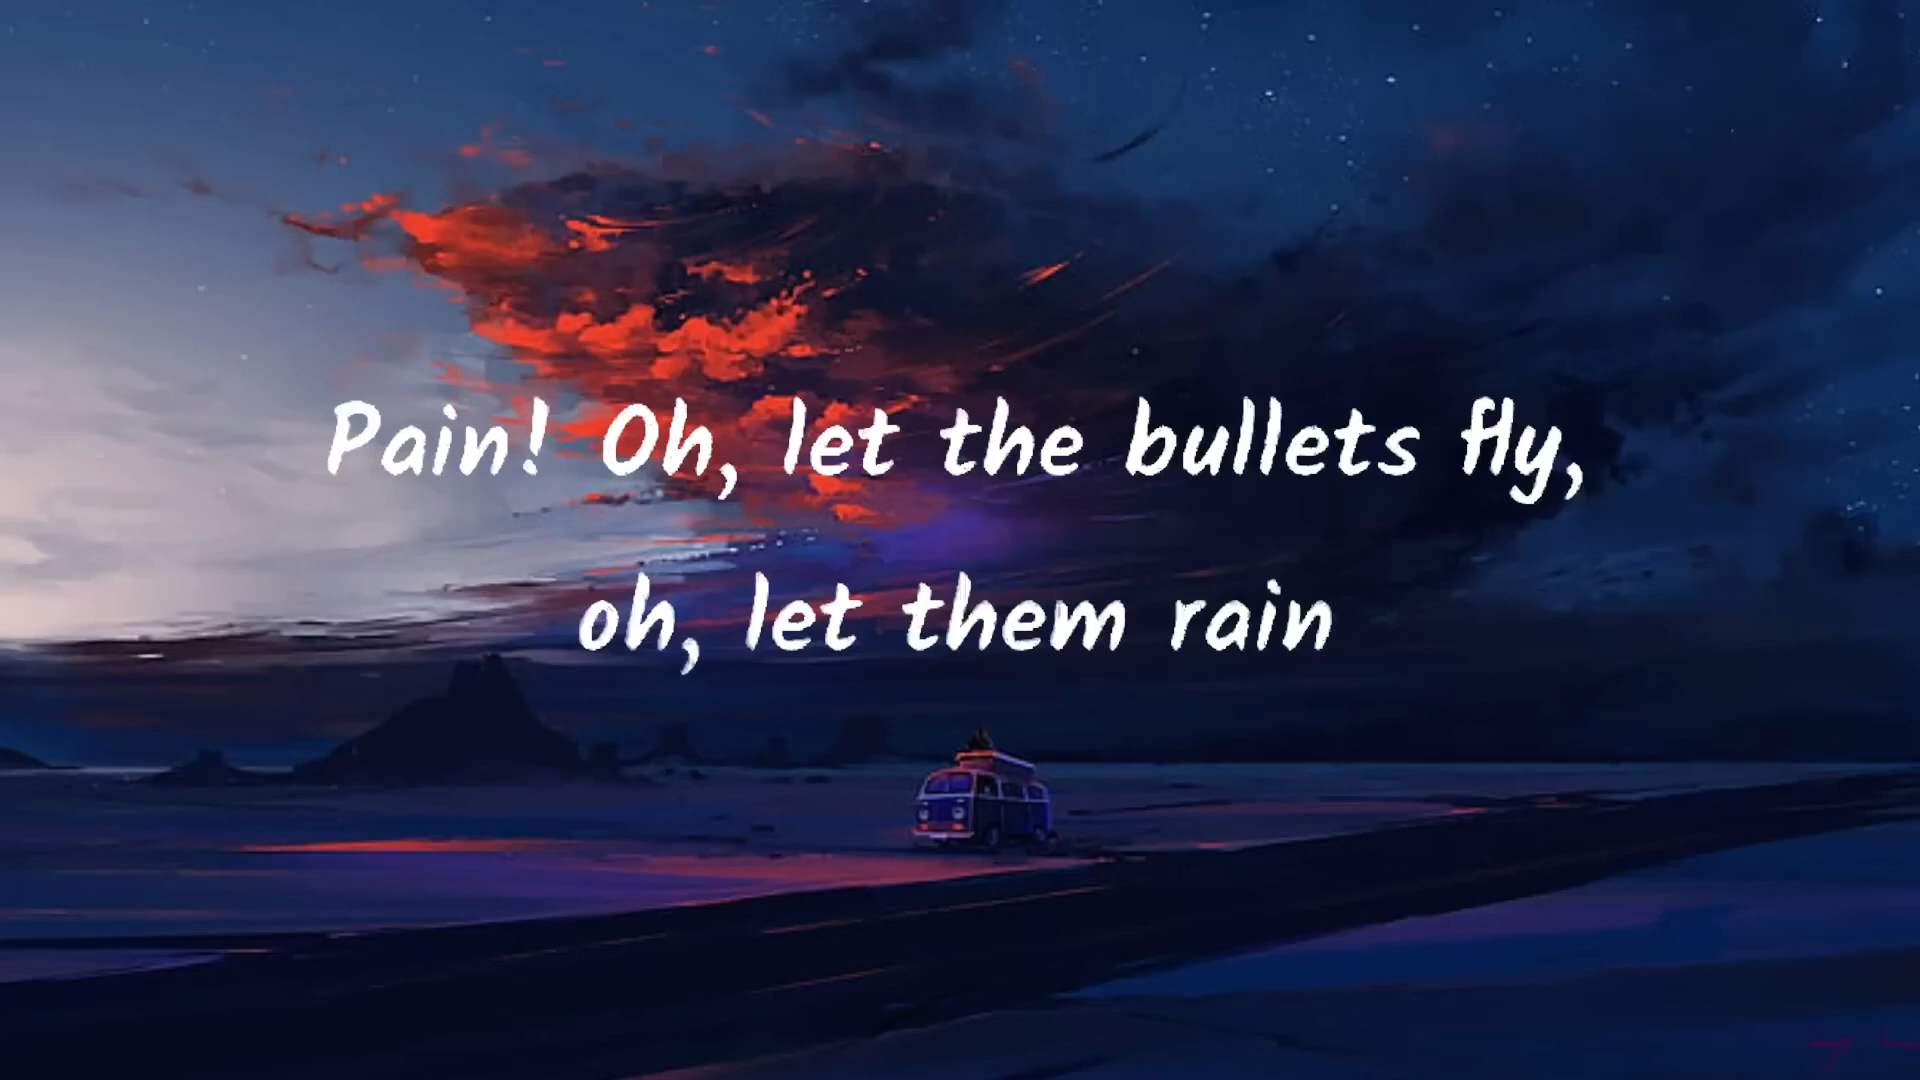 Pain! Oh, let the bullets fly,
oh, let them rain